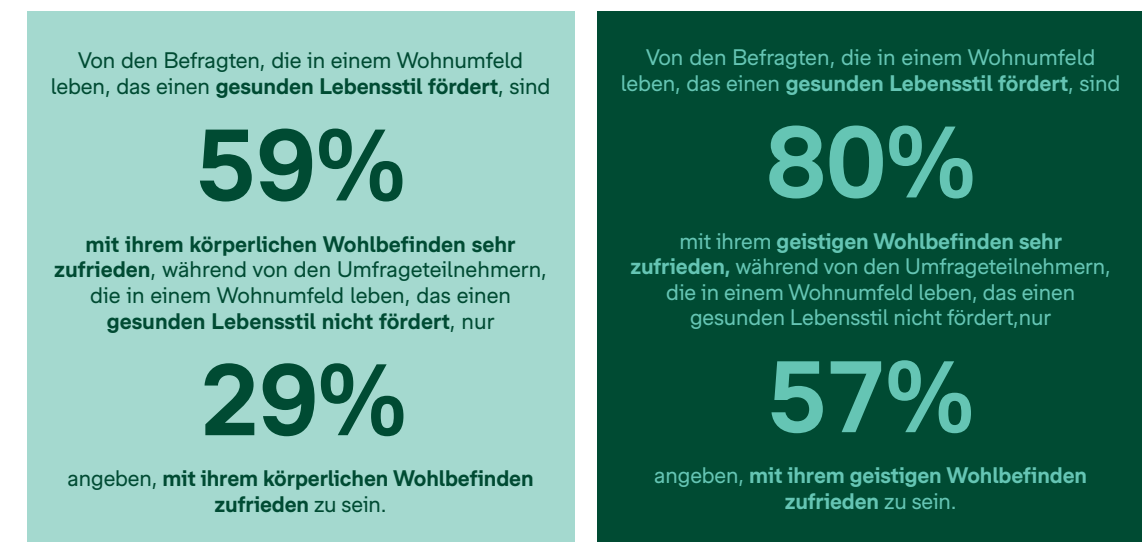 Von den Befragten, die in einem Wohnumfeld
leben, das einen gesunden Lebensstil fördert, sind
59%
mit ihrem körperlichen Wohlbefinden sehr
zufrieden, während von den Umfrageteilnehmern,
die in einem Wohnumfeld leben, das einen
gesunden Lebensstil nicht fördert, nur
29%
angeben, mit ihrem körperlichen Wohlbefinden
zufrieden zu sein.
Von den Befragten, die in einem Wohnumfeld
leben, das einen gesunden Lebensstil fördert, sind
80%
mit ihrem geistigen Wohlbefinden sehr
zufrieden, während von den Umfrageteilnehmern,
die in einem Wohnumfeld leben, das einen
gesunden Lebensstil nicht fördert,nur
57%
angeben, mit ihrem geistigen Wohlbefinden
zufrieden zu sein.